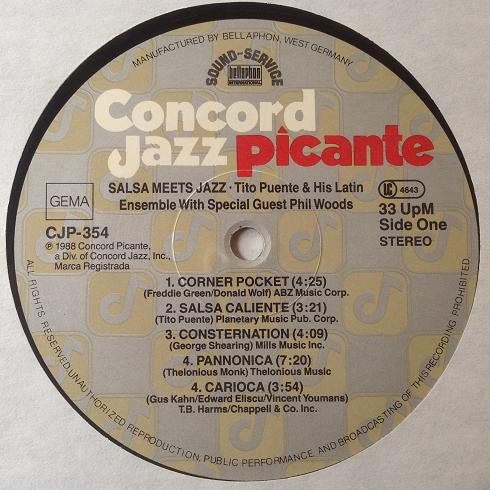 MANUFACTURED BY BELLAPHON, WEST GERMANY
SOUND-SERVICE
bellaphon
INTERNATIONAL
Concord
Jazz picante
SALSA MEETS JAZZ · Tito Puente & His Latin
Ensemble With Special Guest Phil Woods
GEMA
LC 4843
CJP-354
33 UpM
Side One
STEREO
℗ 1988 Concord Picante,
a Div. of Concord Jazz, Inc.,
Marca Registrada
1. CORNER POCKET (4:25)
(Freddie Green/Donald Wolf) ABZ Music Corp.
2. SALSA CALIENTE (3:21)
(Tito Puente) Planetary Music Pub. Corp.
3. CONSTERNATION (4:09)
(George Shearing) Mills Music Inc.
4. PANNONICA (7:20)
(Thelonious Monk) Thelonious Music
4. CARIOCA (3:54)
(Gus Kahn/Edward Eliscu/Vincent Youmans)
T.B. Harms/Chappell & Co. Inc.
ALL RIGHTS RESERVED, UNAUTHORIZED REPRODUCTION, PUBLIC PERFORMANCE AND BROADCASTING OF THIS RECORDING PROHIBITED